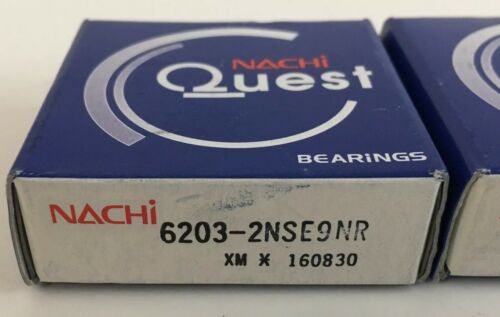 NACHi
Quest
BEARiNGS
NACHi
6203-2NSE9NR
XM * 160830